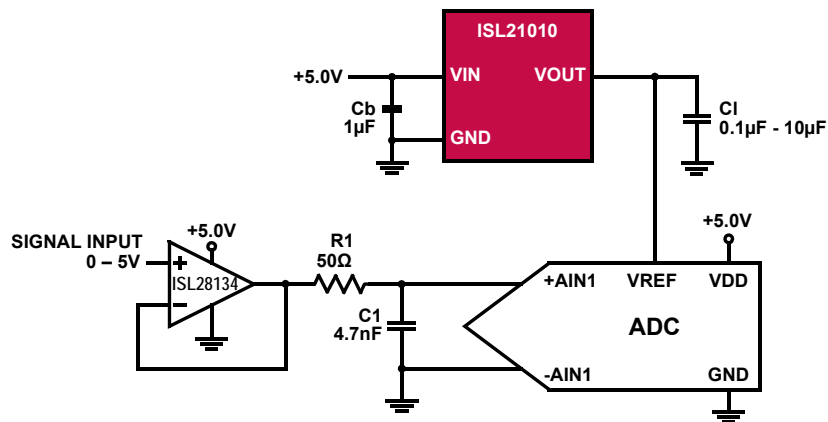 ISL21010
+5.0V
VIN
VOUT
Cb
1µF
GND
Cl
0.1µF - 10µF
SIGNAL INPUT
0 – 5V
+5.0V
+
ISL28134
–
R1
50Ω
C1
4.7nF
+5.0V
+AIN1
VREF
VDD
ADC
-AIN1
GND